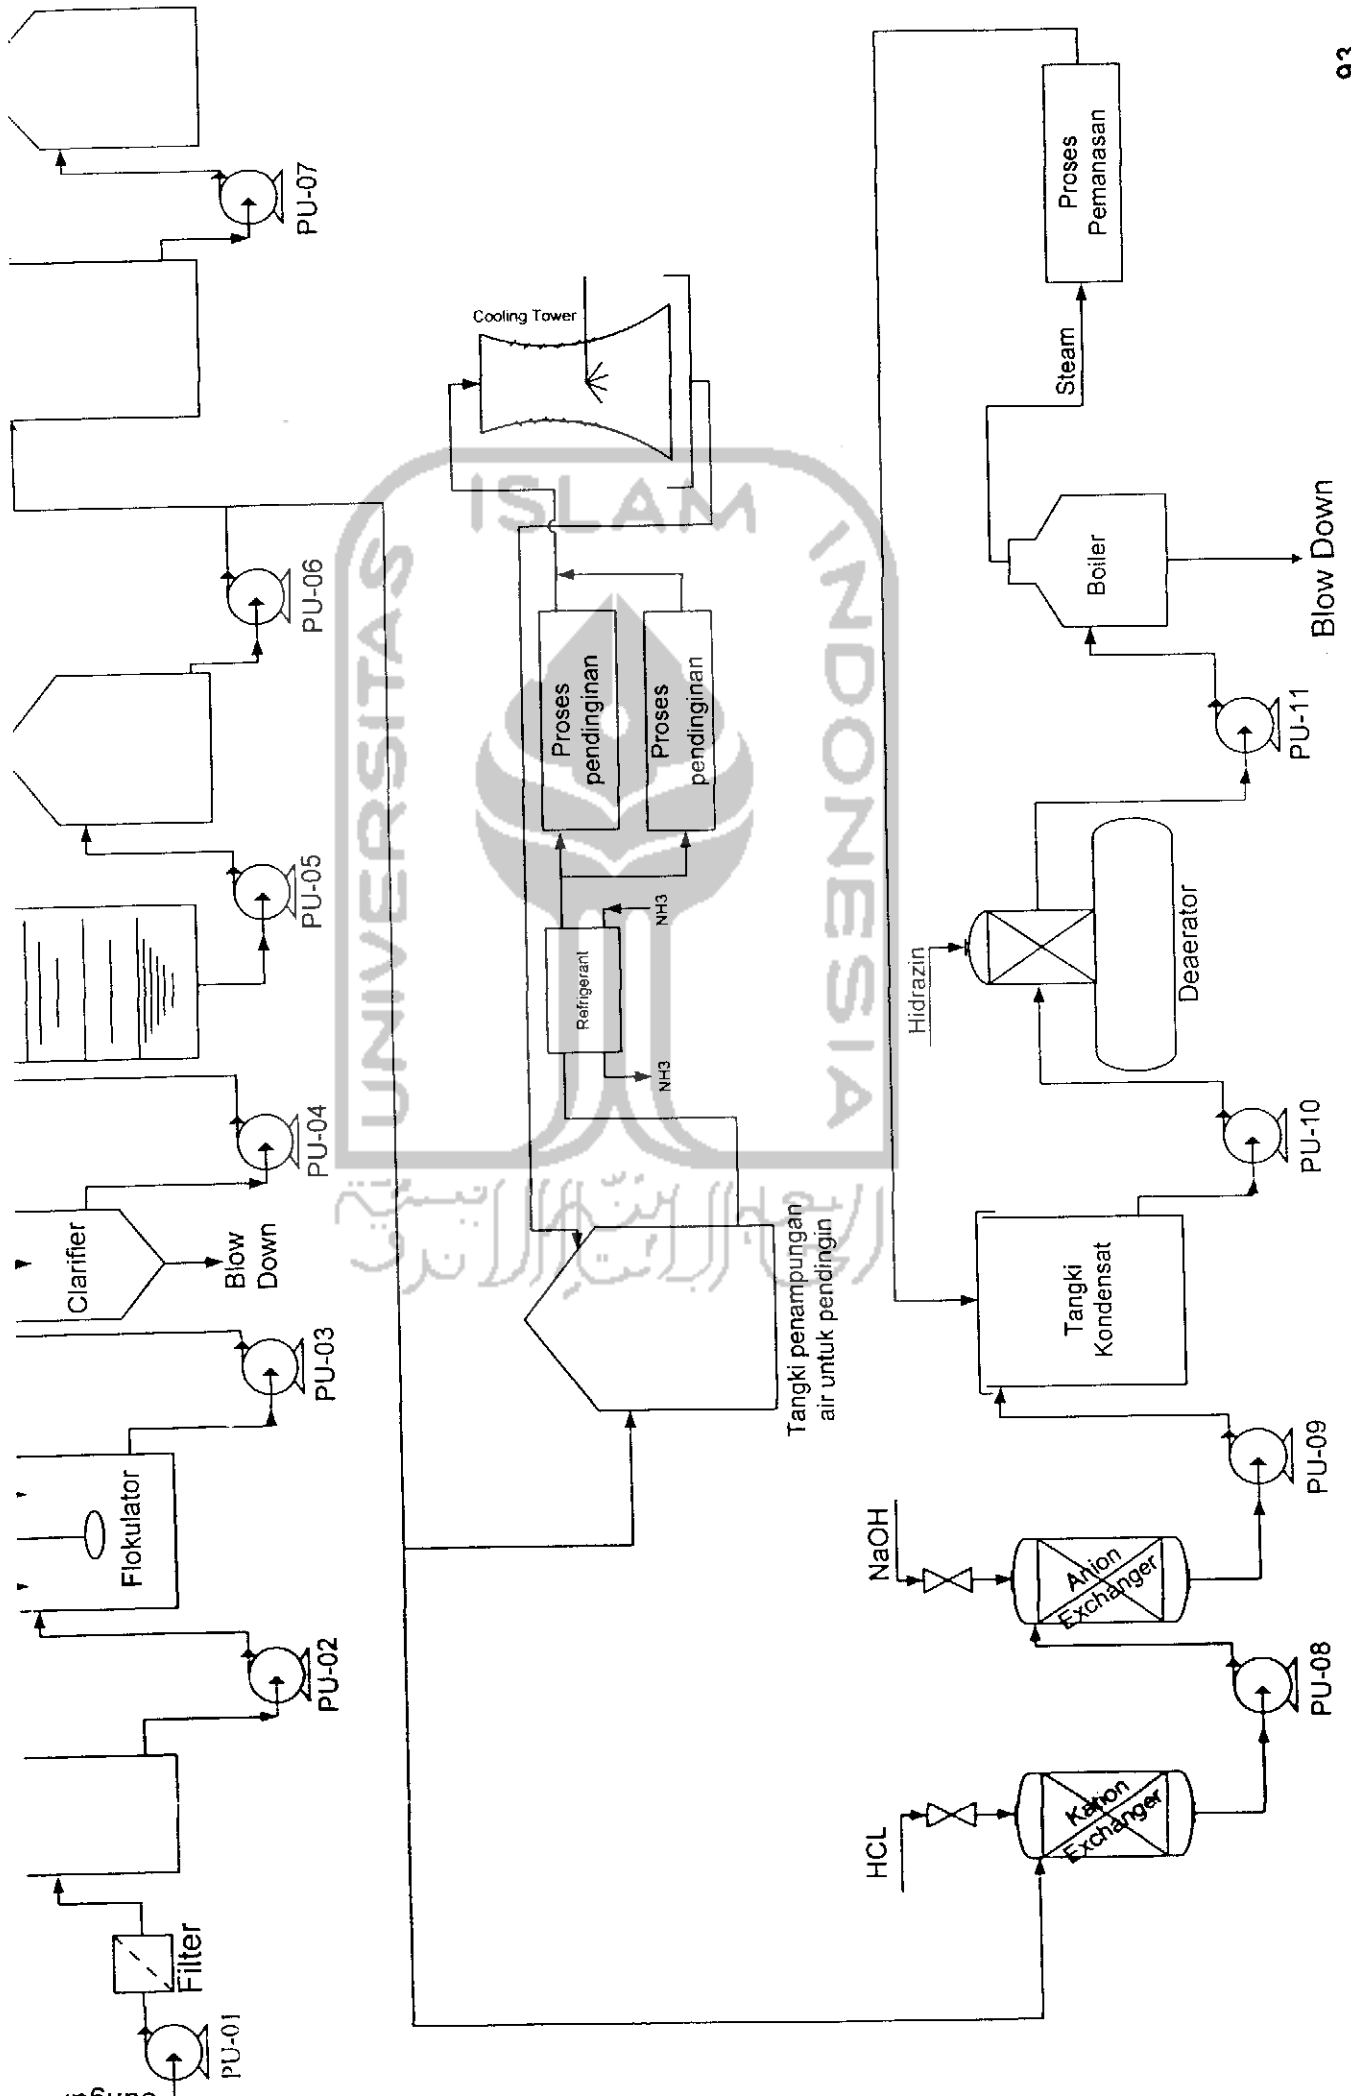 PU-01
Filter
PU-02
Flokulator
PU-03
Clarifier
Blow
Down
PU-04
PU-05
PU-06
PU-07
Cooling Tower
Proses
pendinginan
Proses
pendinginan
Refrigerant
NH3
NH3
Tangki penampungan
air untuk pendingin
HCL
Kation
Exchanger
PU-08
NaOH
Anion
Exchanger
PU-09
Tangki
Kondensat
PU-10
Hidrazin
Deaerator
PU-11
Boiler
Blow Down
Steam
Proses
Pemanasan
93
UNIVERSITAS
ISLAM
INDONESIA